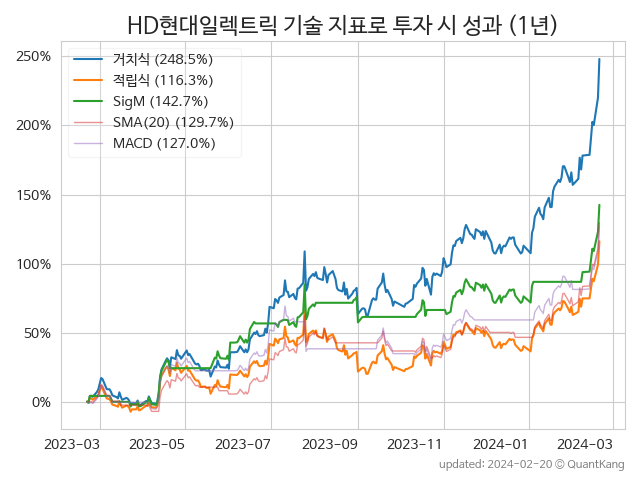 HD현대일렉트릭 기술 지표로 투자 시 성과 (1년)
거치식 (248.5%)
적립식 (116.3%)
SigM (142.7%)
SMA(20) (129.7%)
MACD (127.0%)
250%
200%
150%
100%
50%
0%
2023-03 2023-05 2023-07 2023-09 2023-11 2024-01 2024-03
updated: 2024-02-20 © QuantKang